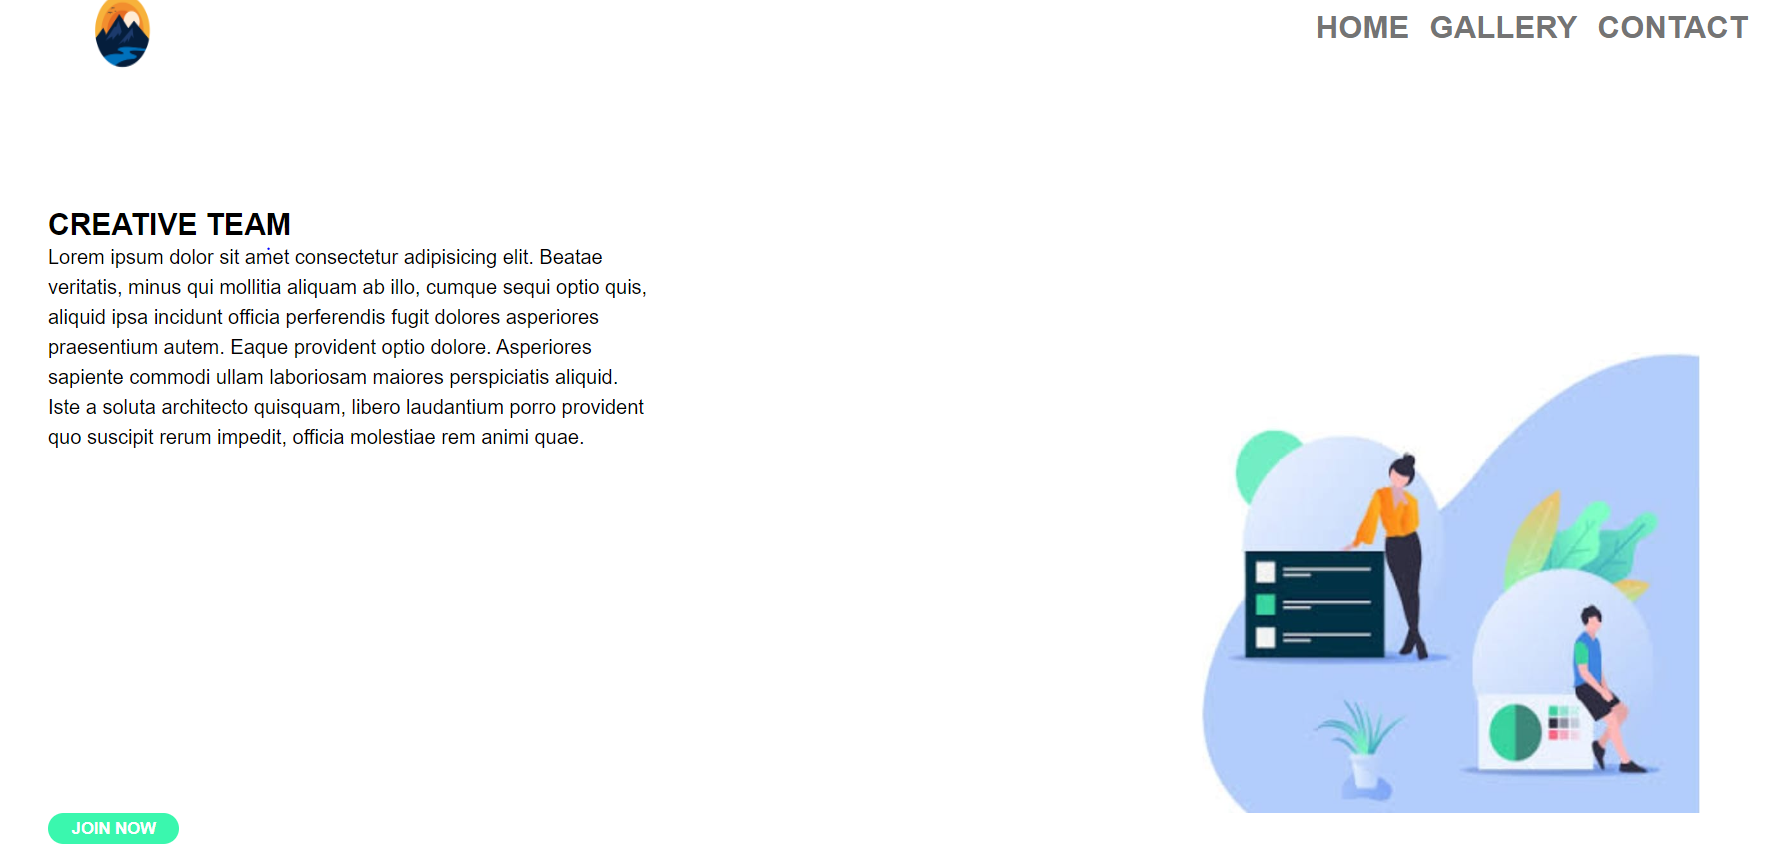 HOME GALLERY CONTACT
CREATIVE TEAM
Lorem ipsum dolor sit amet consectetur adipisicing elit. Beatae
veritatis, minus qui mollitia aliquam ab illo, cumque sequi optio quis,
aliquid ipsa incidunt officia perferendis fugit dolores asperiores
praesentium autem. Eaque provident optio dolore. Asperiores
sapiente commodi ullam laboriosam maiores perspiciatis aliquid.
Iste a soluta architecto quisquam, libero laudantium porro provident
quo suscipit rerum impedit, officia molestiae rem animi quae.
JOIN NOW